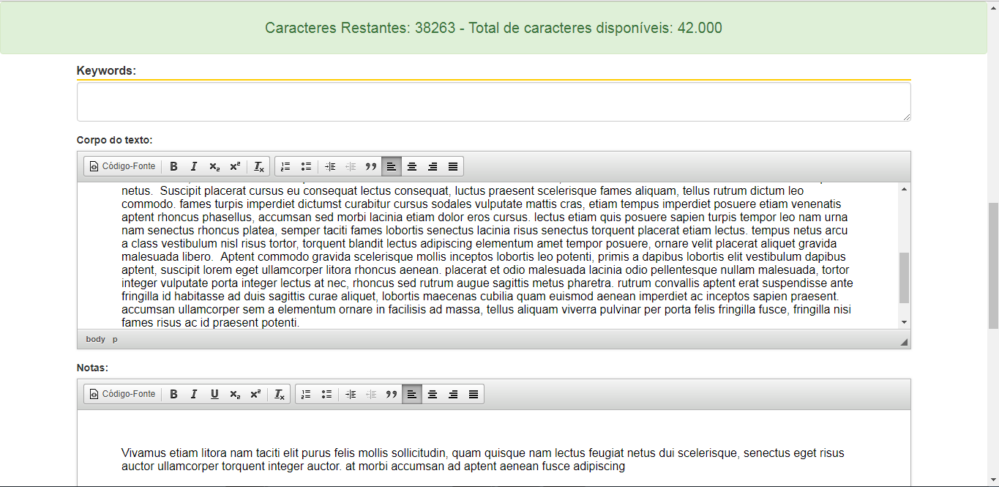 Caracteres Restantes: 38263 - Total de caracteres disponíveis: 42.000
Keywords:
Corpo do texto:
Código-Fonte
netus.  Suscipit placerat cursus eu consequat lectus consequat, luctus praesent scelerisque fames aliquam, tellus rutrum dictum leo
commodo. fames turpis imperdiet dictumst curabitur cursus sodales vulputate mattis cras, etiam tempus imperdiet posuere etiam venenatis
aptent rhoncus phasellus, accumsan sed morbi lacinia etiam dolor eros cursus. lectus etiam quis posuere sapien turpis tempor leo nam urna
nam senectus rhoncus platea, semper taciti fames lobortis senectus lacinia risus senectus torquent placerat etiam lectus. tempus netus arcu
a class vestibulum nisl risus tortor, torquent blandit lectus adipiscing elementum amet tempor posuere, ornare velit placerat aliquet gravida
malesuada libero.  Aptent commodo gravida scelerisque mollis inceptos lobortis leo potenti, primis a dapibus lobortis elit vestibulum dapibus
aptent, suscipit lorem eget ullamcorper litora rhoncus aenean. placerat et odio malesuada lacinia odio pellentesque nullam malesuada, tortor
integer vulputate porta integer lectus at nec, rhoncus sed rutrum augue sagittis metus pharetra. rutrum convallis aptent erat suspendisse ante
fringilla id habitasse ad duis sagittis curae aliquet, lobortis maecenas cubilia quam euismod aenean imperdiet ac inceptos sapien praesent.
accumsan ullamcorper sem a elementum ornare in facilisis ad massa, tellus aliquam viverra pulvinar per porta felis fringilla fusce, fringilla nisi
fames risus ac id praesent potenti.
body p
Notas:
Código-Fonte
Vivamus etiam litora nam taciti elit purus felis mollis sollicitudin, quam quisque nam lectus feugiat netus dui scelerisque, senectus eget risus
auctor ullamcorper torquent integer auctor. at morbi accumsan ad aptent aenean fusce adipiscing